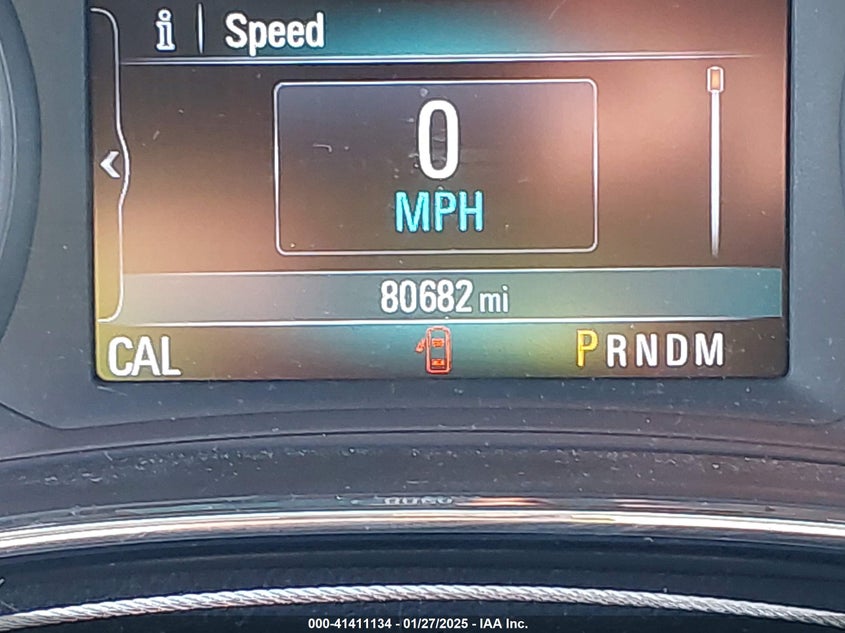 i | Speed
0
MPH
80682 mi
CAL PRNDM
000-41411134 - 01/27/2025 - IAA Inc.